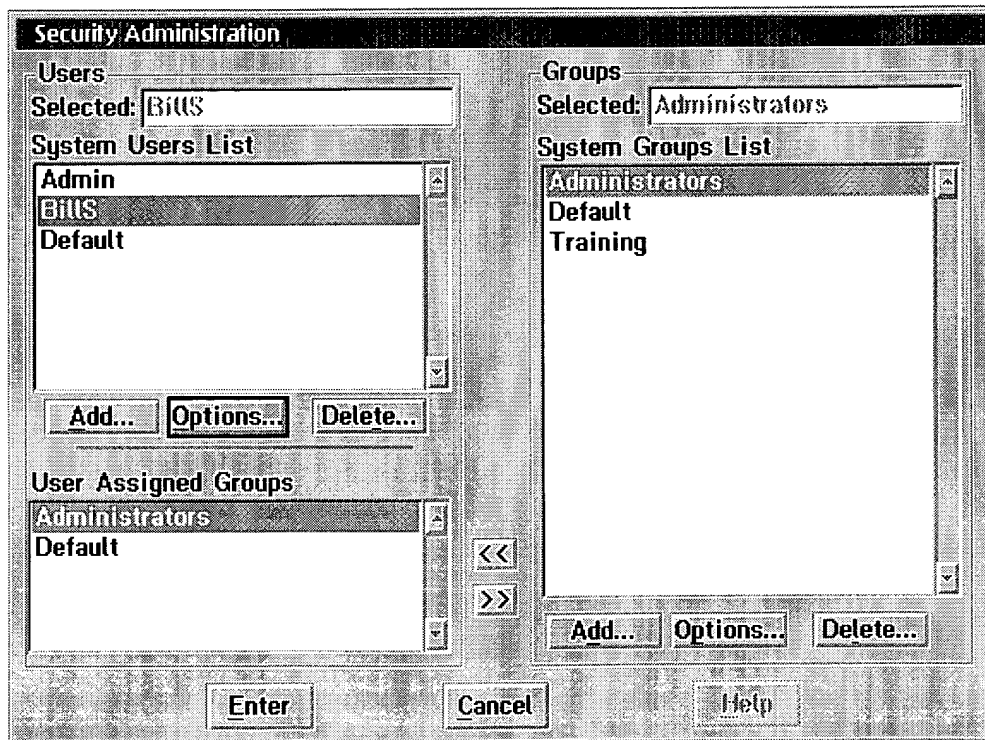 Security Administration
Users
Selected: BillS
System Users List
Admin
BillS
Default
Add... Options... Delete...
User Assigned Groups
Administrators
Default
<<
>>
Groups
Selected: Administrators
System Groups List
Administrators
Default
Training
Add... Options... Delete...
Enter Cancel Help